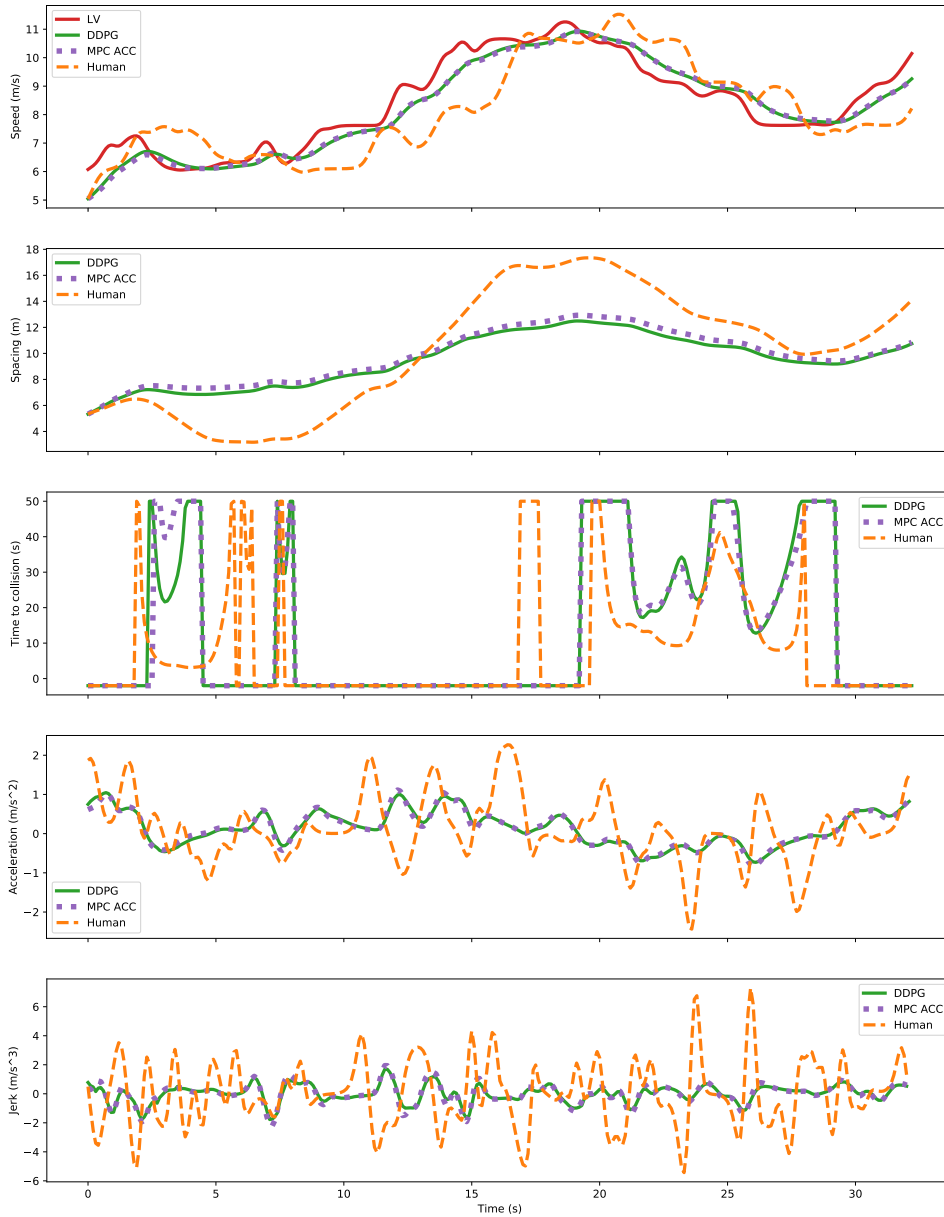 LV
DDPG
MPC ACC
Human
Speed (m/s)
11
10
9
8
7
6
5
DDPG
MPC ACC
Human
Spacing (m)
18
16
14
12
10
8
6
4
DDPG
MPC ACC
Human
Time to collision (s)
50
40
30
20
10
0
DDPG
MPC ACC
Human
Acceleration (m/s^2)
2
1
0
−1
−2
DDPG
MPC ACC
Human
Jerk (m/s^3)
6
4
2
0
−2
−4
−6
0 5 10 15 20 25 30
Time (s)